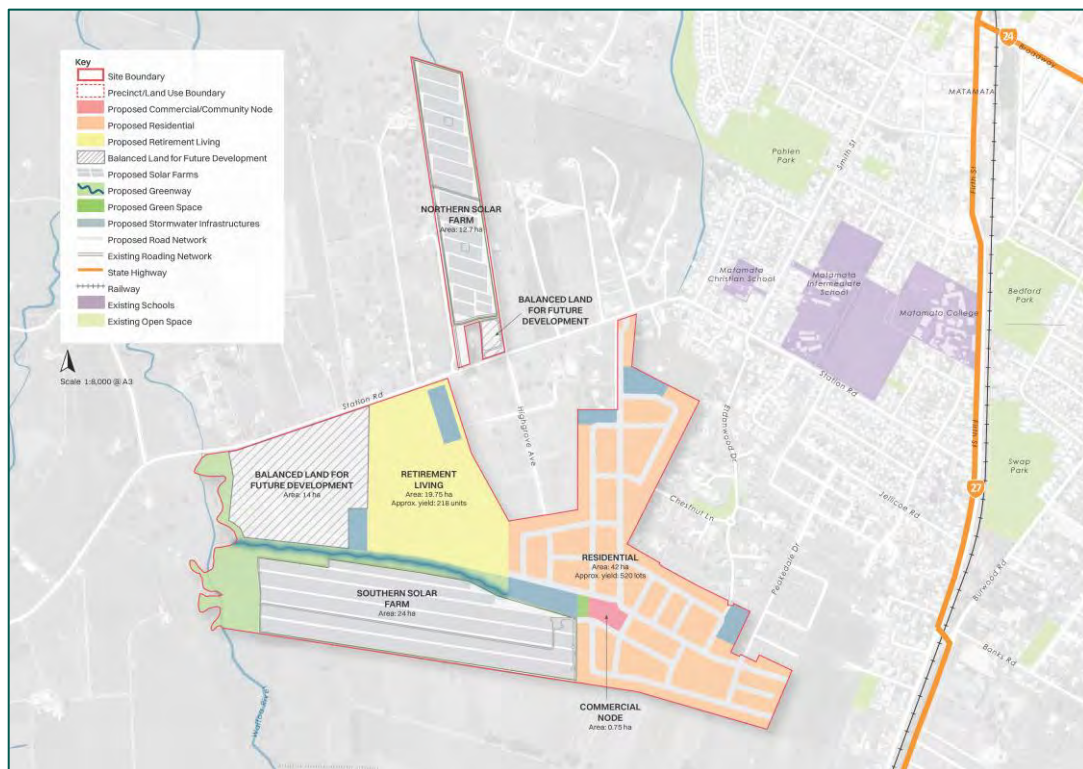 Key
Site Boundary
Precinct/Land Use Boundary
Proposed Commercial/Community Node
Proposed Residential
Proposed Retirement Living
Balanced Land for Future Development
Proposed Solar Farms
Proposed Greenway
Proposed Green Space
Proposed Stormwater Infrastructures
Proposed Road Network
Existing Roading Network
State Highway
Railway
Existing Schools
Existing Open Space
Scale 1:8,000 @ A3
24
Broadway
MATAMATA
Pohlen
Park
Smith St
Firth St
NORTHERN SOLAR
FARM
Area: 12.7 ha
Matamata
Christian School
Matamata
Intermediate
School
Matamata College
Bedford
Park
BALANCED LAND
FOR FUTURE
DEVELOPMENT
Station Rd
Station Rd
Highgrove Ave
Eldonwood Dr
Firth St
Swap
Park
27
BALANCED LAND FOR
FUTURE DEVELOPMENT
Area: 14 ha
RETIREMENT
LIVING
Area: 19.75 ha
Approx. yield: 218 units
Chestnut Ln
Jellicoe Rd
Peakedale Dr
Burwood Rd
RESIDENTIAL
Area: 42 ha
Approx. yield: 520 lots
SOUTHERN SOLAR
FARM
Area: 24 ha
Banks Rd
COMMERCIAL
NODE
Area: 0.75 ha